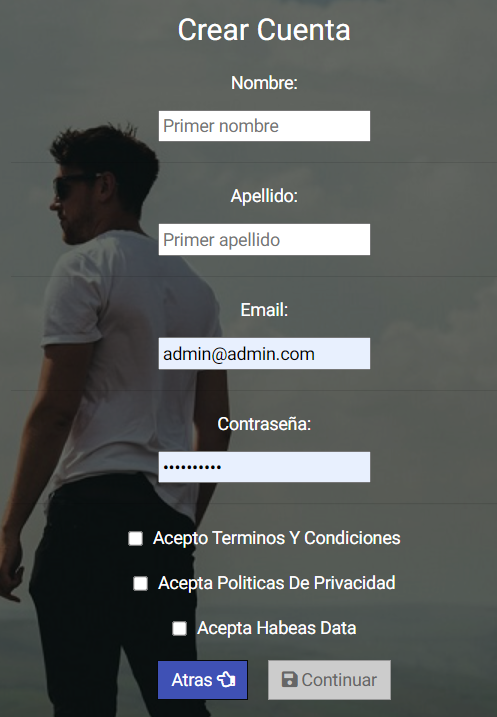 Crear Cuenta
Nombre:
Primer nombre
Apellido:
Primer apellido
Email:
admin@admin.com
Contraseña:
••••••••••
Acepto Terminos Y Condiciones
Acepta Politicas De Privacidad
Acepta Habeas Data
Atras Continuar